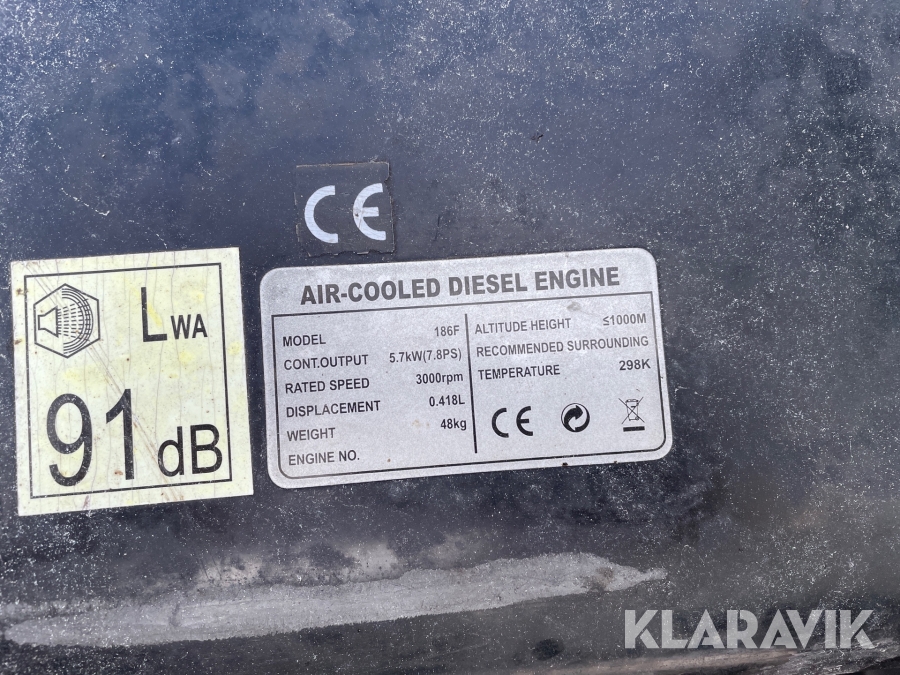 CE
LWA
91 dB
AIR-COOLED DIESEL ENGINE
MODEL 186F
CONT.OUTPUT 5.7kW(7.8PS)
RATED SPEED 3000rpm
DISPLACEMENT 0.418L
WEIGHT 48kg
ENGINE NO.
ALTITUDE HEIGHT ≤1000M
RECOMMENDED SURROUNDING
TEMPERATURE 298K
CE
KLARAVIK